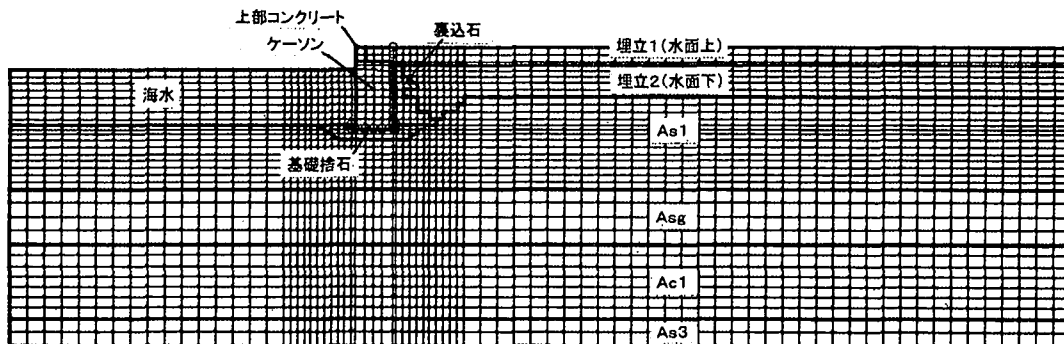 上部コンクリート
ケーソン
裏込石
埋立1(水面上)
埋立2(水面下)
海水
As1
基礎捨石
Asg
Ac1
As3